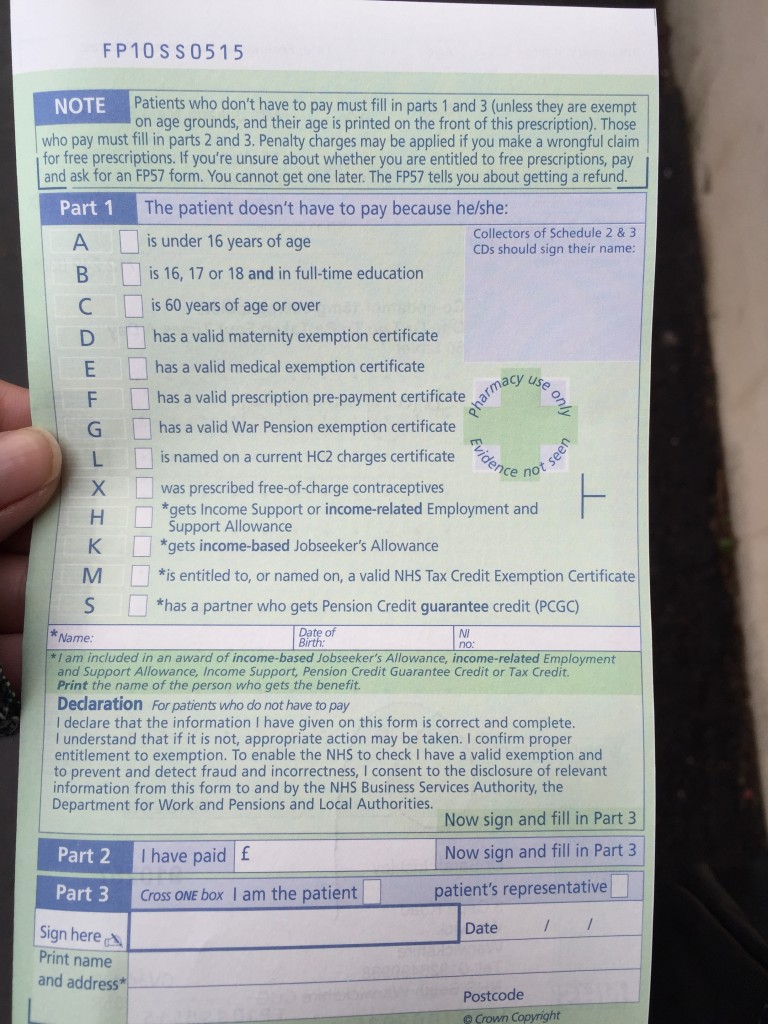 FP10SS0515
NOTE Patients who don't have to pay must fill in parts 1 and 3 (unless they are exempt
on age grounds, and their age is printed on the front of this prescription). Those
who pay must fill in parts 2 and 3. Penalty charges may be applied if you make a wrongful claim
for free prescriptions. If you're unsure about whether you are entitled to free prescriptions, pay
and ask for an FP57 form. You cannot get one later. The FP57 tells you about getting a refund.
Part 1 The patient doesn't have to pay because he/she:
Collectors of Schedule 2 & 3
CDs should sign their name:
A is under 16 years of age
B is 16, 17 or 18 and in full-time education
C is 60 years of age or over
D has a valid maternity exemption certificate
E has a valid medical exemption certificate
F has a valid prescription pre-payment certificate
G has a valid War Pension exemption certificate
L is named on a current HC2 charges certificate
Pharmacy use only
Evidence not seen
X was prescribed free-of-charge contraceptives
H *gets Income Support or income-related Employment and
Support Allowance
K *gets income-based Jobseeker's Allowance
M *is entitled to, or named on, a valid NHS Tax Credit Exemption Certificate
S *has a partner who gets Pension Credit guarantee credit (PCGC)
*Name: Date of Birth: NI no:
*I am included in an award of income-based Jobseeker's Allowance, income-related Employment
and Support Allowance, Income Support, Pension Credit Guarantee Credit or Tax Credit.
Print the name of the person who gets the benefit.
Declaration For patients who do not have to pay
I declare that the information I have given on this form is correct and complete.
I understand that if it is not, appropriate action may be taken. I confirm proper
entitlement to exemption. To enable the NHS to check I have a valid exemption and
to prevent and detect fraud and incorrectness, I consent to the disclosure of relevant
information from this form to and by the NHS Business Services Authority, the
Department for Work and Pensions and Local Authorities.
Now sign and fill in Part 3
Part 2 I have paid £ Now sign and fill in Part 3
Part 3 Cross ONE box I am the patient patient's representative
Sign here Date / /
Print name
and address*
Postcode
© Crown Copyright